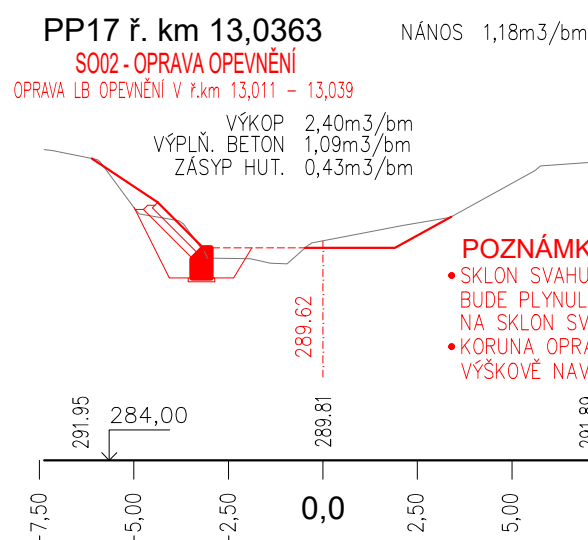 PP17 ř. km 13,0363
NÁNOS 1,18m3/bm
SO02 - OPRAVA OPEVNĚNÍ
OPRAVA LB OPEVNĚNÍ V ř.km 13,011 – 13,039
VÝKOP 2,40m3/bm
VÝPLŇ. BETON 1,09m3/bm
ZÁSYP HUT. 0,43m3/bm
POZNÁMK
• SKLON SVAHU
BUDE PLYNUL
NA SKLON SV
• KORUNA OPRA
VÝŠKOVĚ NAV
289.62
291.95
284,00
289.81
291.89
-7,50
-5,00
-2,50
0,0
2,50
5,00